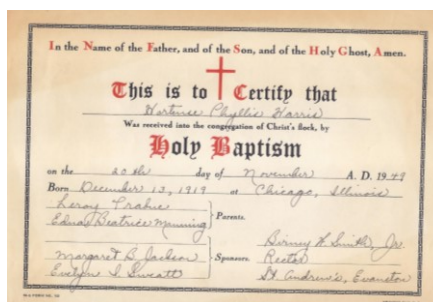 In the Name of the Father, and of the Son, and of the Holy Ghost, Amen.
This is to Certify that
Hortense Phyllis Harris
Was received into the congregation of Christ's flock, by
Holy Baptism
on the 20th day of November A. D. 1949
Born December 13, 1919 at Chicago, Illinois
Leroy Trabue
Edna Beatrice Manning
Parents.
Margaret B. Jackson
Evelyn S. Sweatt
Sponsors.
Birney W. Smith, Jr.
Rector
St. Andrew's, Evanston